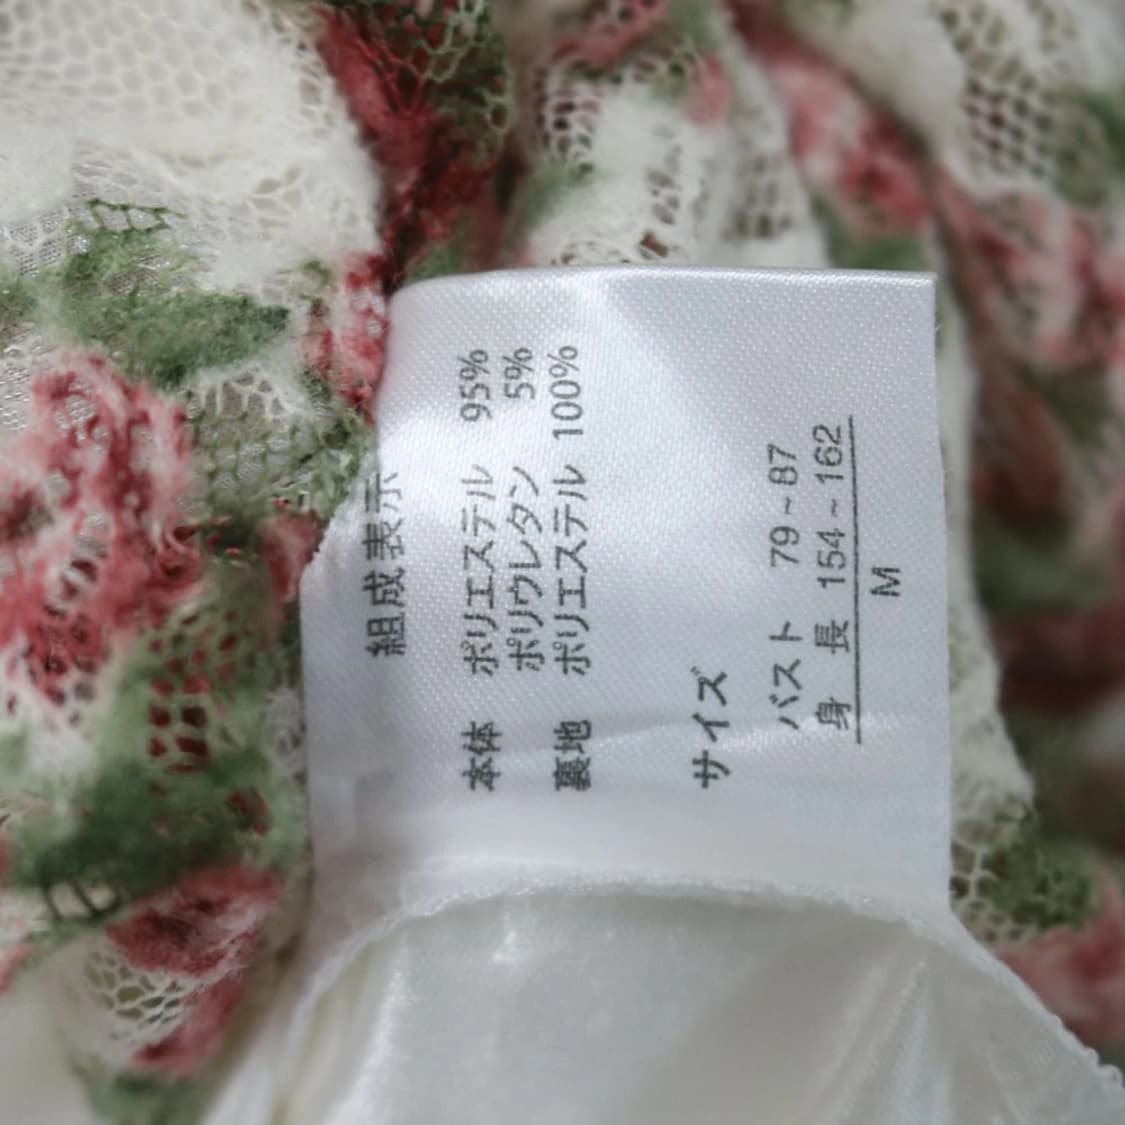 組成表示
本体 ポリエステル 95%
ポリウレタン 5%
裏地 ポリエステル 100%
サイズ
バスト 79~87
身長 154~162
M